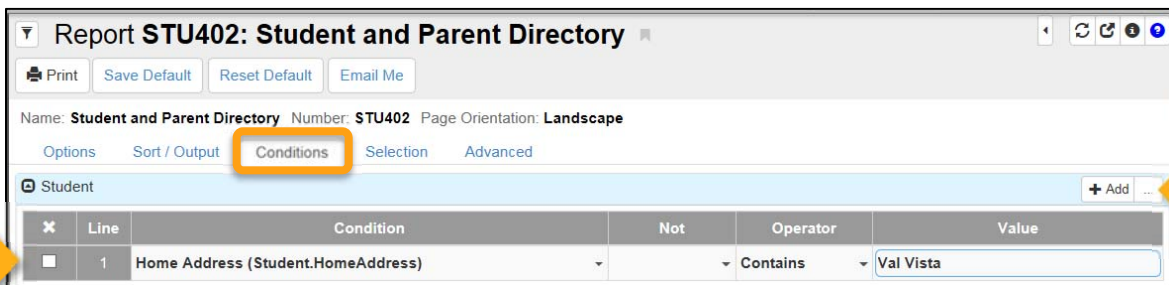 Report STU402: Student and Parent Directory
Print Save Default Reset Default Email Me
Name: Student and Parent Directory Number: STU402 Page Orientation: Landscape
Options Sort / Output Conditions Selection Advanced
Student + Add ...
Line Condition Not Operator Value
1 Home Address (Student.HomeAddress) Contains Val Vista